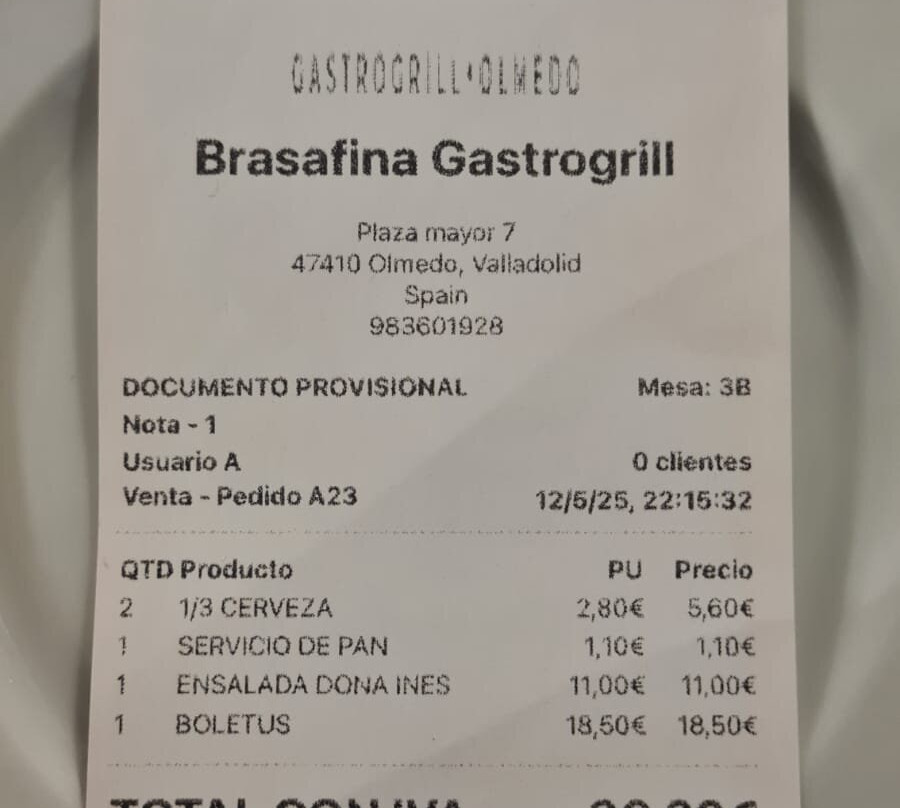 GASTROGRILL•OLMEDO
Brasafina Gastrogrill
Plaza mayor 7
47410 Olmedo, Valladolid
Spain
983601928
DOCUMENTO PROVISIONAL Mesa: 3B
Nota - 1
Usuario A 0 clientes
Venta - Pedido A23 12/5/25, 22:15:32
QTD Producto PU Precio
2 1/3 CERVEZA 2,80€ 5,60€
1 SERVICIO DE PAN 1,10€ 1,10€
1 ENSALADA DONA INES 11,00€ 11,00€
1 BOLETUS 18,50€ 18,50€
TOTAL CON IVA